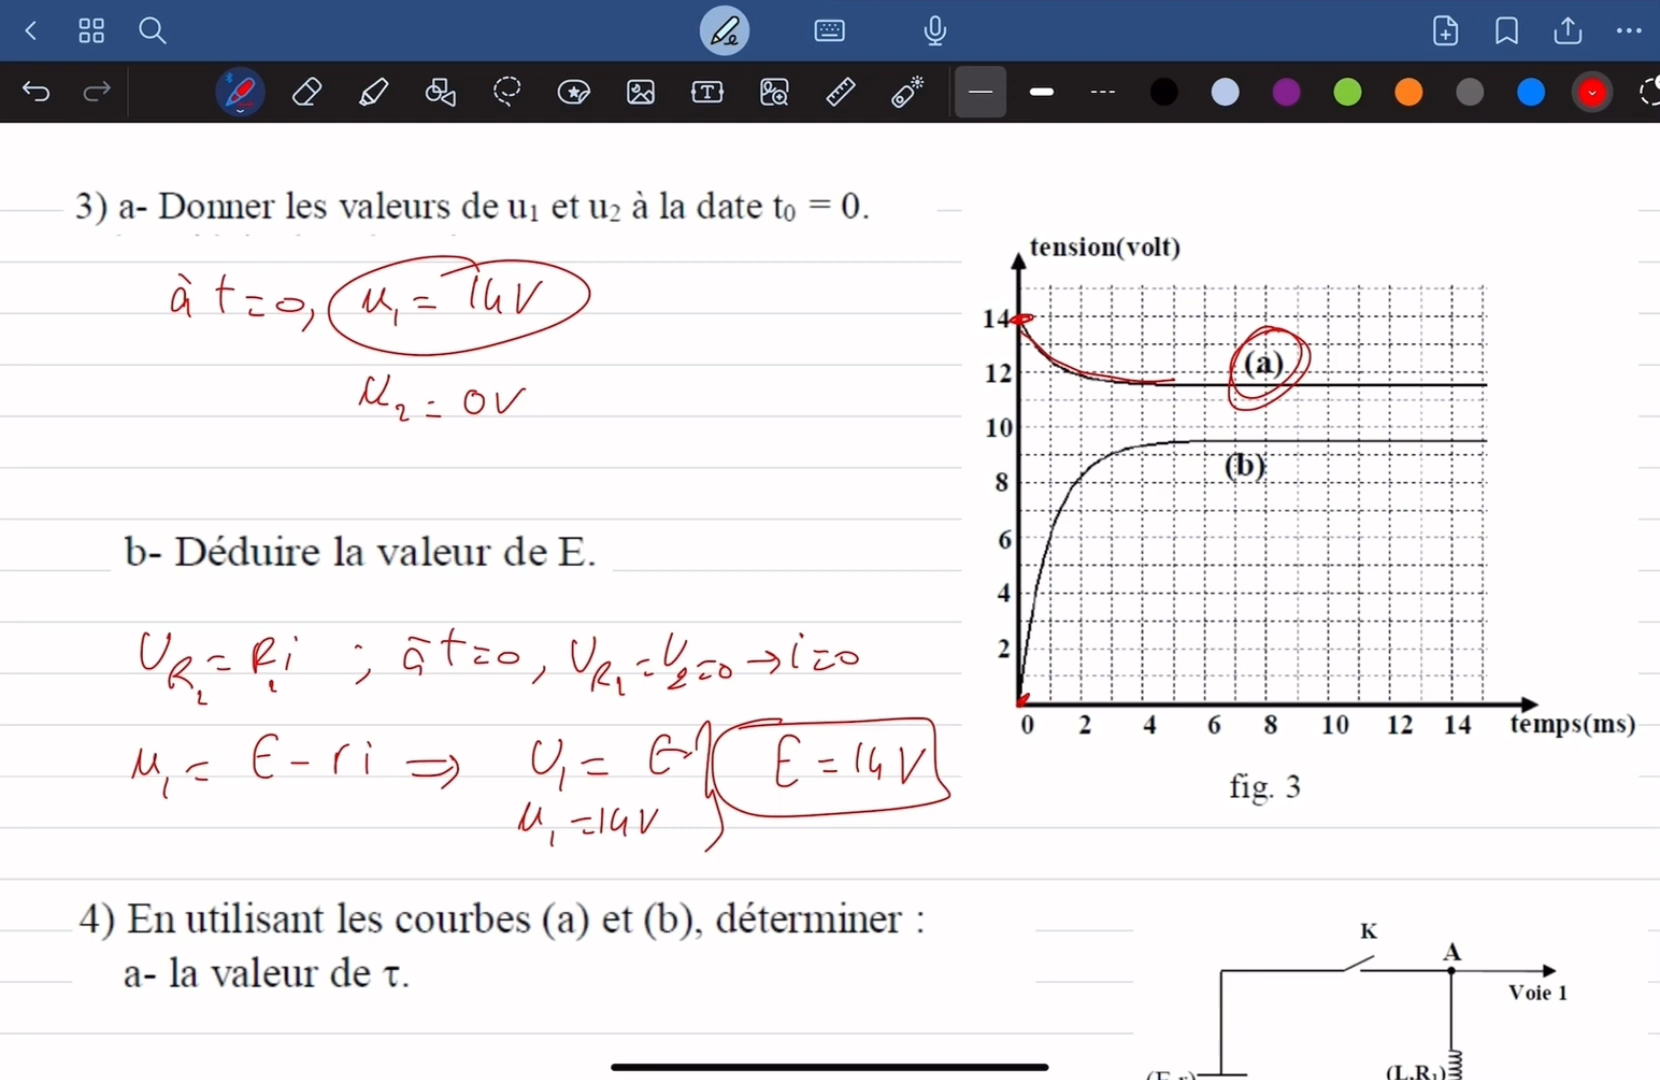 3) a- Donner les valeurs de u₁ et u₂ à la date t₀ = 0.
à t=0, u₁ = 14V
u₂ = 0V
b- Déduire la valeur de E.
U_R₂ = R₂i ; à t=0, U_R₂ = U₂=0 → i=0
u₁ = E - ri ⇒ U₁ = E
u₁ =14V
E = 14V
4) En utilisant les courbes (a) et (b), déterminer :
a- la valeur de τ.
tension(volt)
14
12
10
8
6
4
2
(a)
(b)
0 2 4 6 8 10 12 14 temps(ms)
fig. 3
K
A
Voie 1
(L,R₁)
T